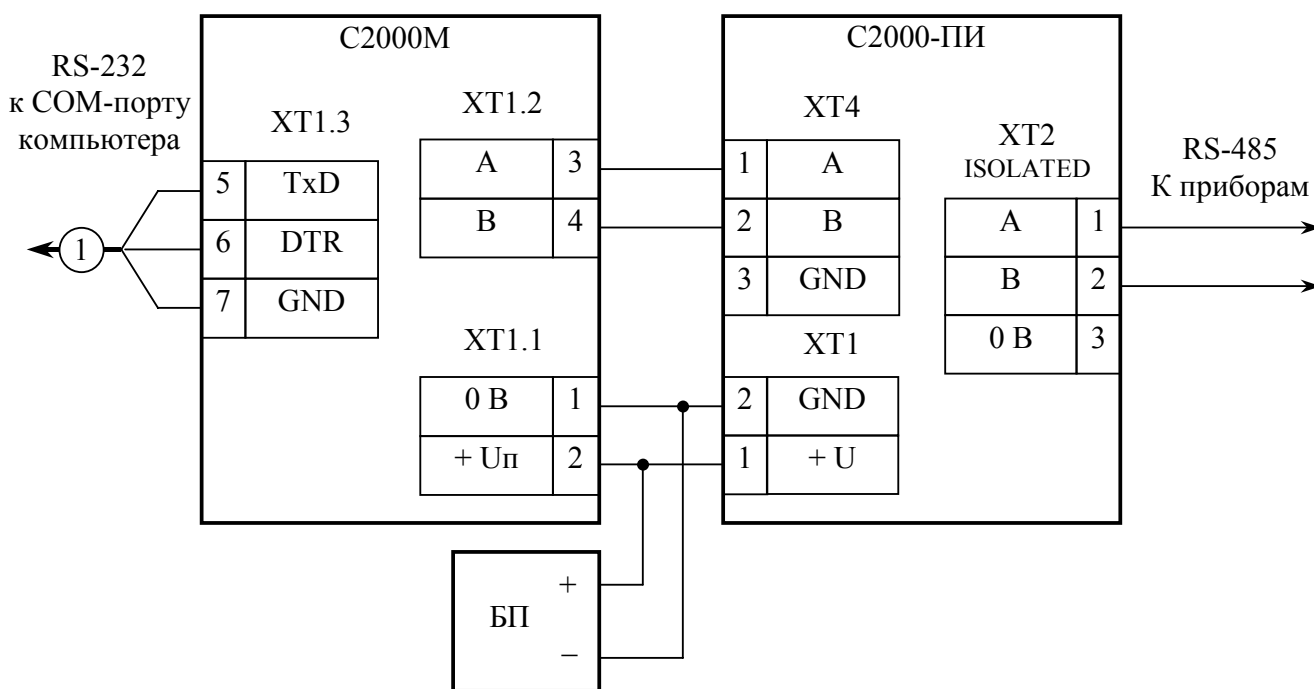 С2000М
С2000-ПИ
RS-232
к COM-порту
компьютера
XT1.3
5 TxD
6 DTR
7 GND
1
XT1.2
A 3
B 4
XT1.1
0 В 1
+ Uп 2
XT4
1 A
2 B
3 GND
XT1
2 GND
1 + U
XT2
ISOLATED
A 1
B 2
0 В 3
RS-485
К приборам
БП
+
−